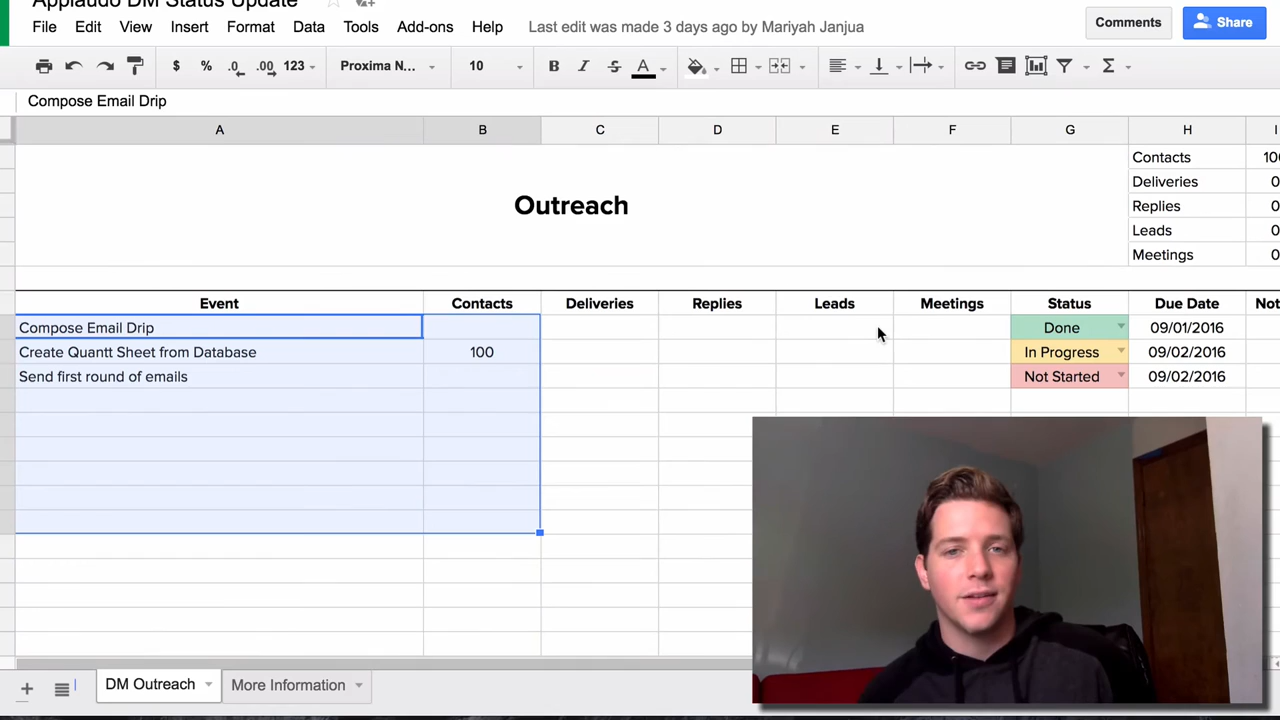 Applaudo DM Status Update
File Edit View Insert Format Data Tools Add-ons Help Last edit was made 3 days ago by Mariyah Janjua
Comments Share
$ % .0 .00 123 Proxima N... 10 B I S A Σ
Compose Email Drip
A B C D E F G H I
Outreach
Contacts 100
Deliveries 0
Replies 0
Leads 0
Meetings 0
Event Contacts Deliveries Replies Leads Meetings Status Due Date Not
Compose Email Drip Done 09/01/2016
Create Quantt Sheet from Database 100 In Progress 09/02/2016
Send first round of emails Not Started 09/02/2016
DM Outreach More Information